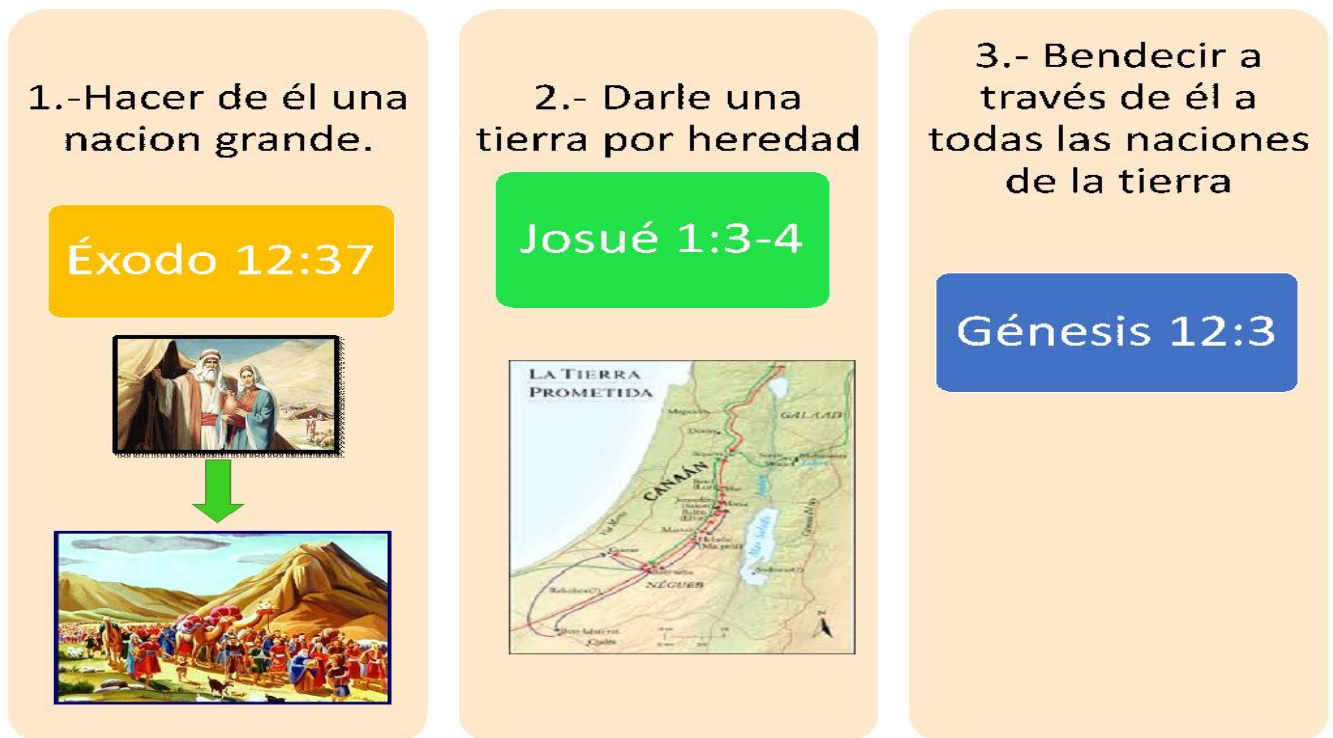 1.-Hacer de él una
nacion grande.
Éxodo 12:37
2.- Darle una
tierra por heredad
Josué 1:3-4
LA TIERRA
PROMETIDA
GALAAD
CANAÁN
Mar Salado
NÉGUEB
N
3.- Bendecir a
través de él a
todas las naciones
de la tierra
Génesis 12:3